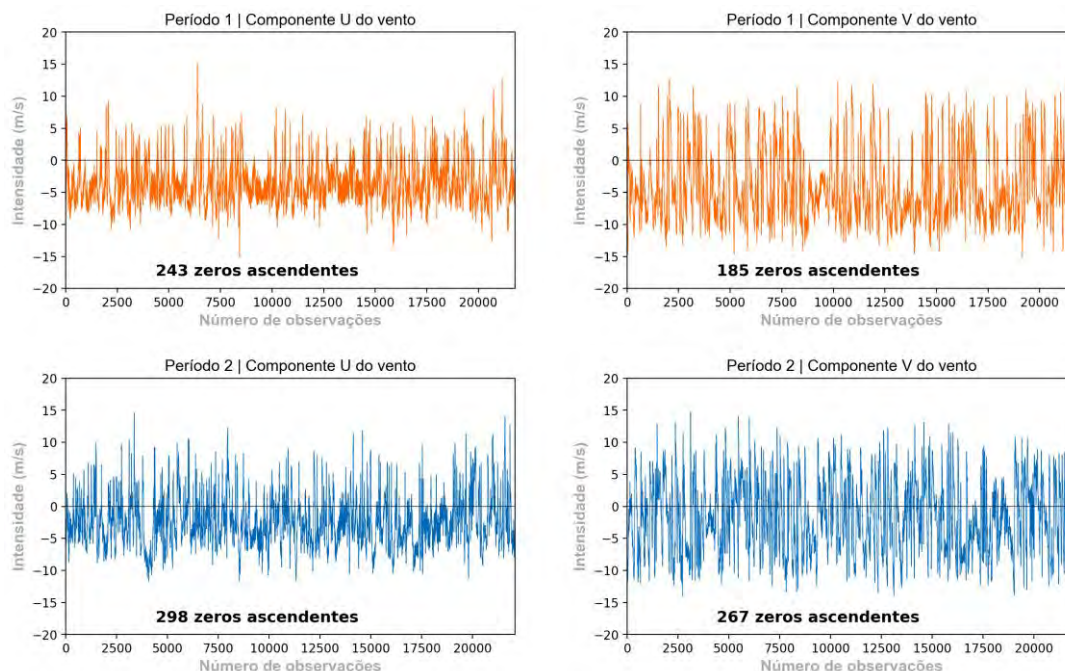 Período 1 | Componente U do vento
20
15
10
5
0
−5
−10
−15
−20
Intensidade (m/s)
243 zeros ascendentes
0 2500 5000 7500 10000 12500 15000 17500 20000
Número de observações
Período 1 | Componente V do vento
20
15
10
5
0
−5
−10
−15
−20
Intensidade (m/s)
185 zeros ascendentes
0 2500 5000 7500 10000 12500 15000 17500 20000
Número de observações
Período 2 | Componente U do vento
20
15
10
5
0
−5
−10
−15
−20
Intensidade (m/s)
298 zeros ascendentes
0 2500 5000 7500 10000 12500 15000 17500 20000
Número de observações
Período 2 | Componente V do vento
20
15
10
5
0
−5
−10
−15
−20
Intensidade (m/s)
267 zeros ascendentes
0 2500 5000 7500 10000 12500 15000 17500 20000
Número de observações